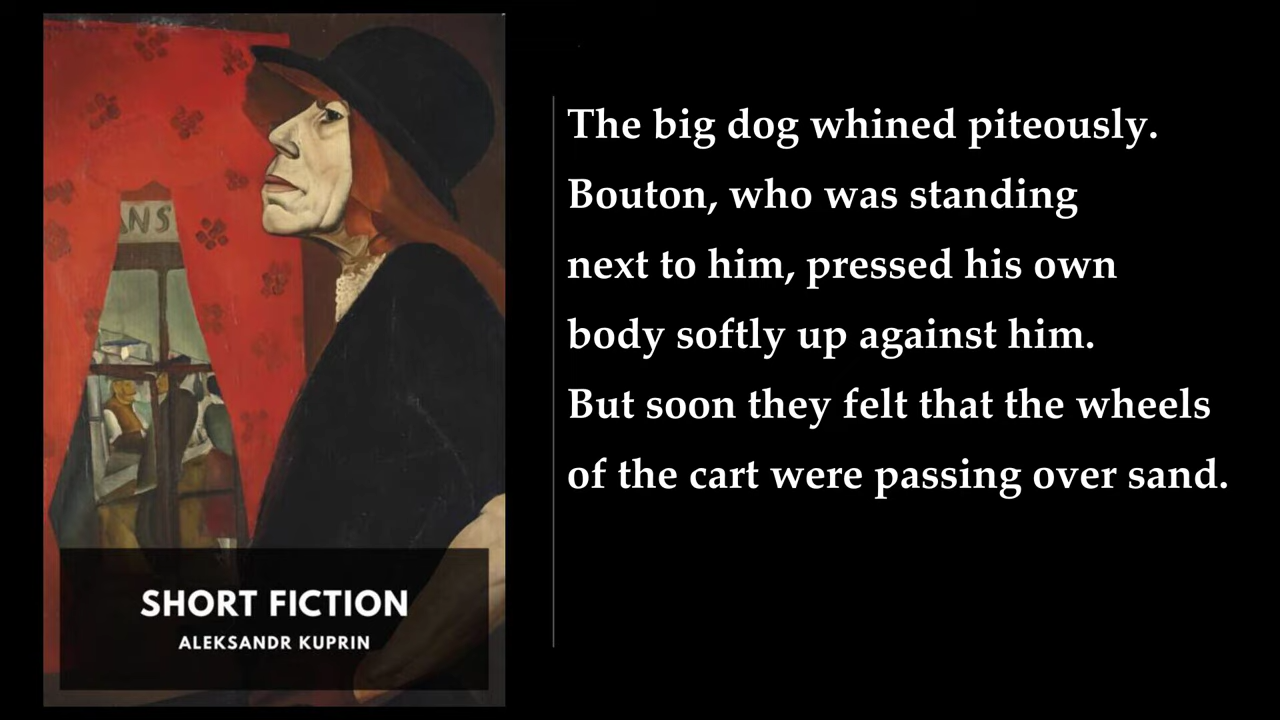 ANS
SHORT FICTION
ALEKSANDR KUPRIN
The big dog whined piteously.
Bouton, who was standing
next to him, pressed his own
body softly up against him.
But soon they felt that the wheels
of the cart were passing over sand.